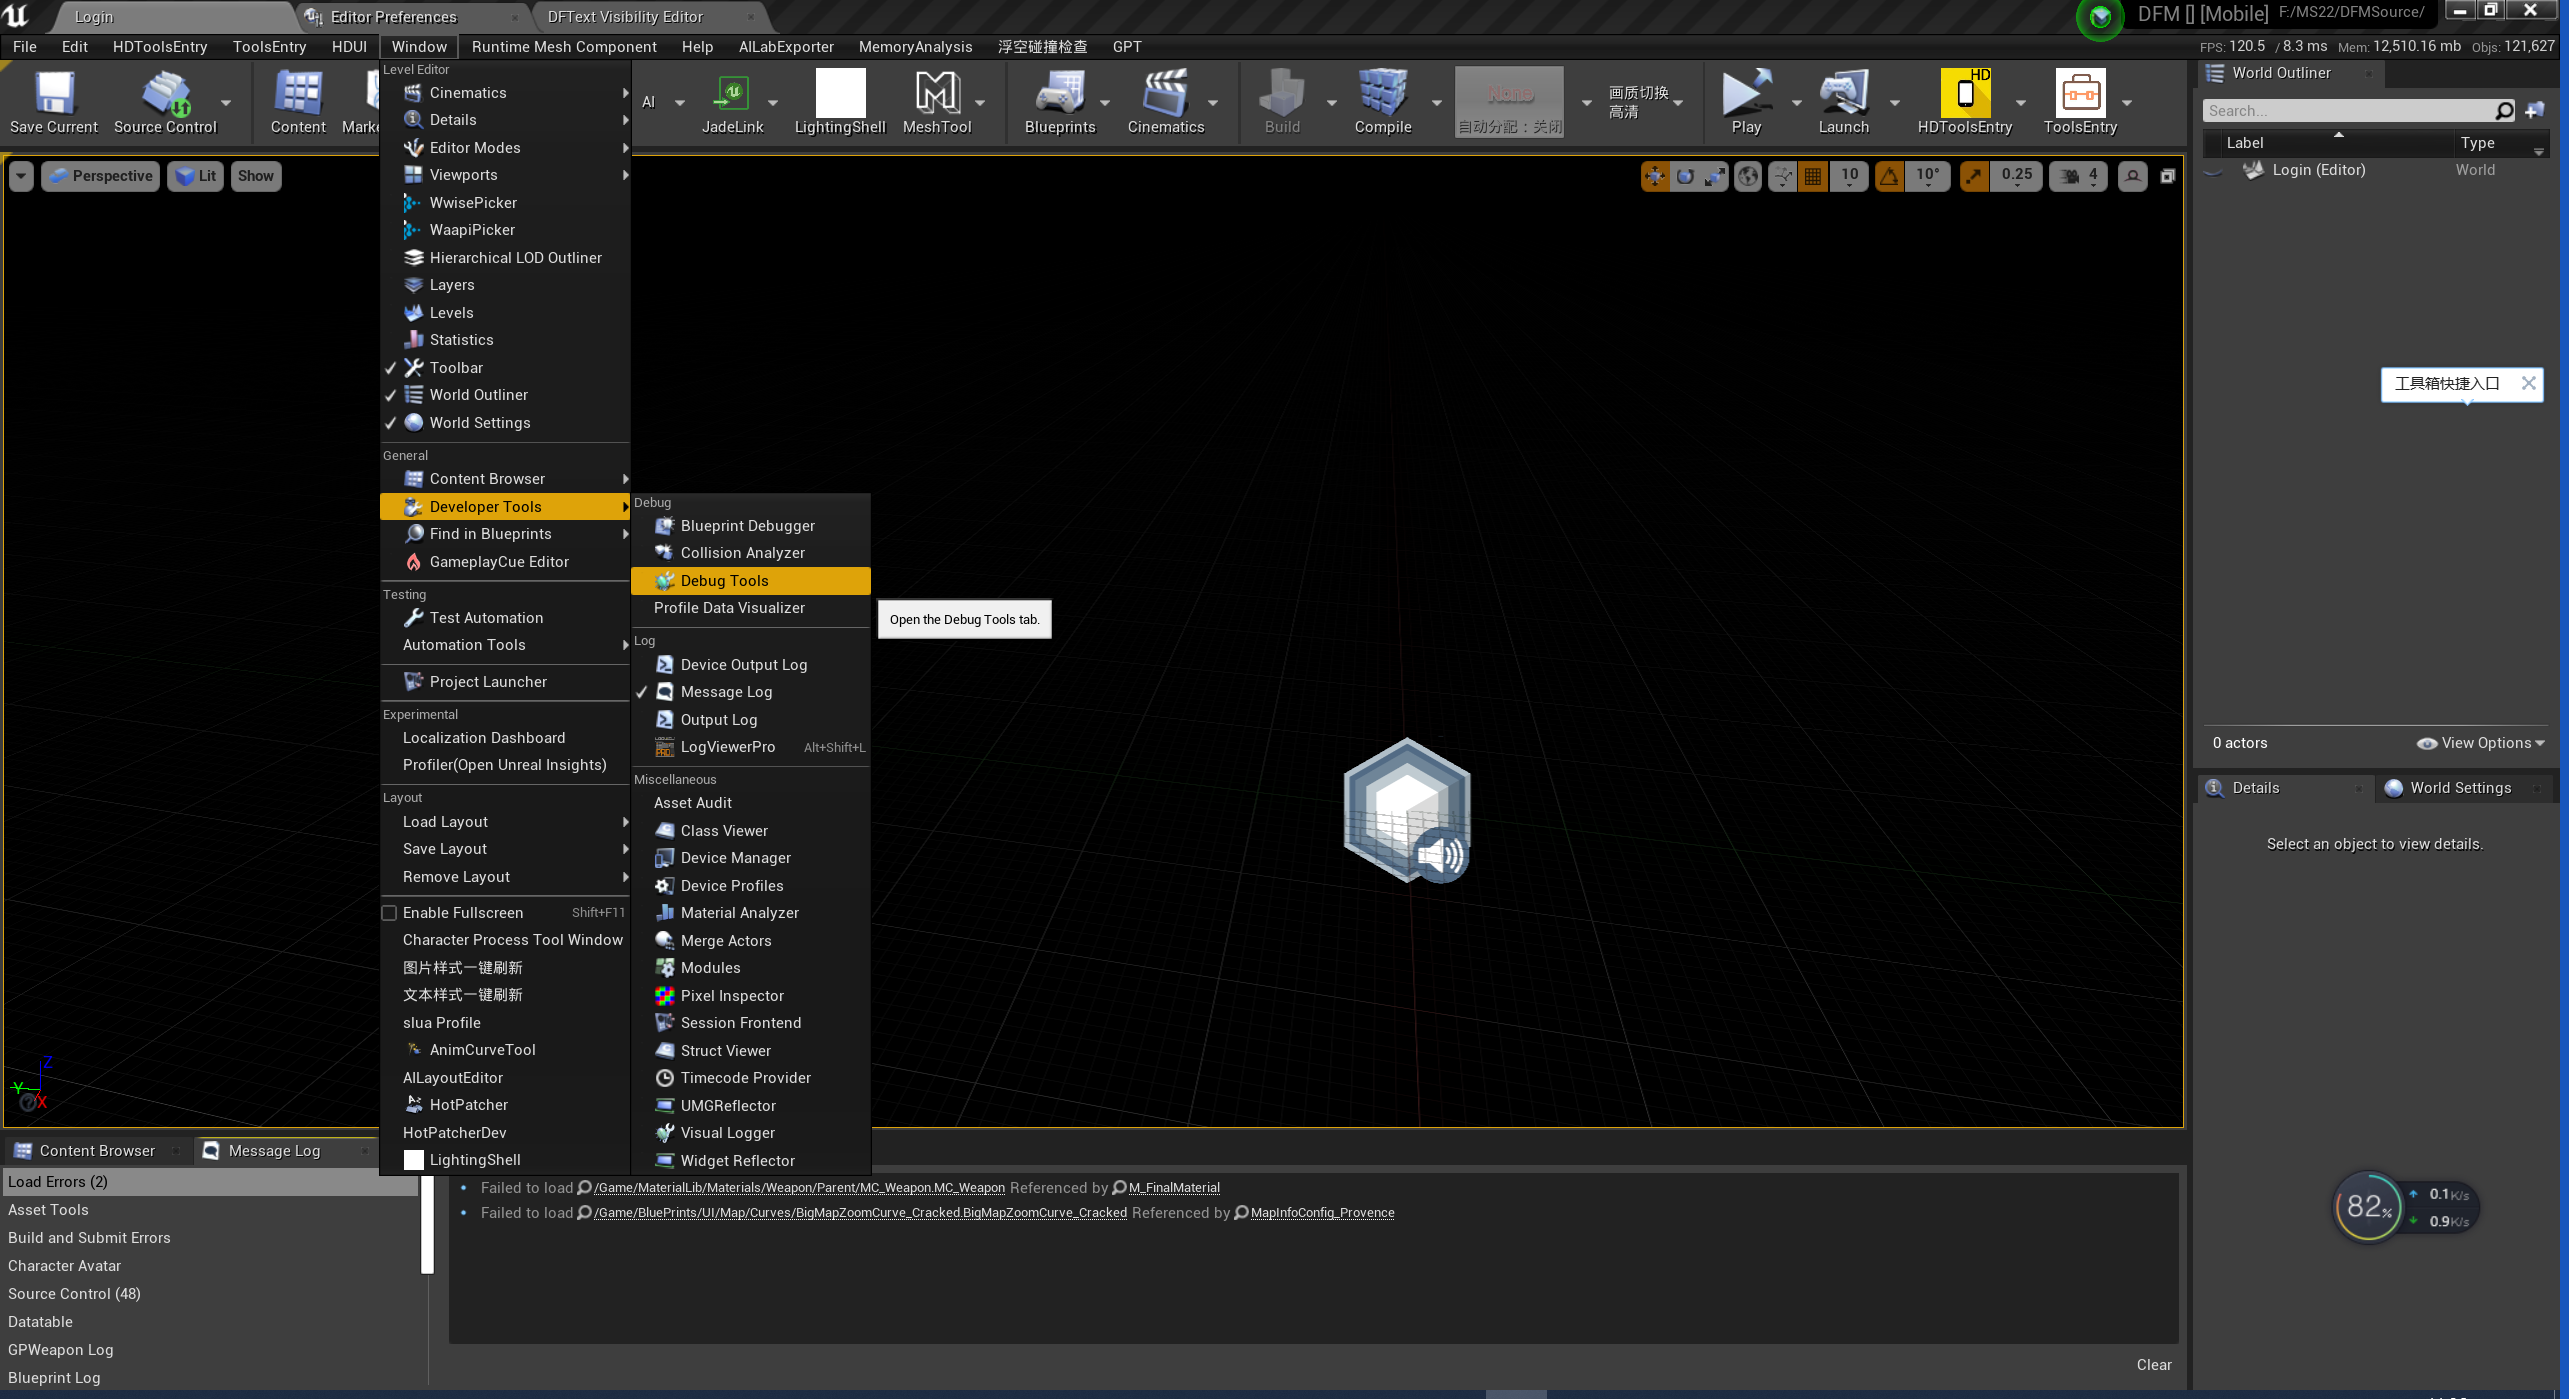 Login
Editor Preferences
DFText Visibility Editor
DFM [] [Mobile] F:/MS22/DFMSource/
File Edit HDToolsEntry ToolsEntry HDUI Window Runtime Mesh Component Help AILabExporter MemoryAnalysis 浮空碰撞检查 GPT
FPS: 120.5 / 8.3 ms Mem: 12,510.16 mb Objs: 121,627
Save Current
Source Control
Content
AI
JadeLink
LightingShell
MeshTool
Blueprints
Cinematics
Build
Compile
None
自动分配：关闭
画质切换
高清
Play
Launch
HD
HDToolsEntry
ToolsEntry
Perspective
Lit
Show
10
10°
0.25
4
Level Editor
Cinematics
Details
Editor Modes
Viewports
WwisePicker
WaapiPicker
Hierarchical LOD Outliner
Layers
Levels
Statistics
Toolbar
World Outliner
World Settings
General
Content Browser
Developer Tools
Find in Blueprints
GameplayCue Editor
Testing
Test Automation
Automation Tools
Project Launcher
Experimental
Localization Dashboard
Profiler(Open Unreal Insights)
Layout
Load Layout
Save Layout
Remove Layout
Enable Fullscreen Shift+F11
Character Process Tool Window
图片样式一键刷新
文本样式一键刷新
slua Profile
AnimCurveTool
AILayoutEditor
HotPatcher
HotPatcherDev
LightingShell
Debug
Blueprint Debugger
Collision Analyzer
Debug Tools
Profile Data Visualizer
Log
Device Output Log
Message Log
Output Log
LogViewerPro Alt+Shift+L
Miscellaneous
Asset Audit
Class Viewer
Device Manager
Device Profiles
Material Analyzer
Merge Actors
Modules
Pixel Inspector
Session Frontend
Struct Viewer
Timecode Provider
UMGReflector
Visual Logger
Widget Reflector
Open the Debug Tools tab.
World Outliner
Search...
Label Type
Login (Editor) World
工具箱快捷入口
0 actors View Options
Details
World Settings
Select an object to view details.
82%
0.1K/s
0.9K/s
Z
Y
X
Content Browser
Message Log
Load Errors (2)
Asset Tools
Build and Submit Errors
Character Avatar
Source Control (48)
Datatable
GPWeapon Log
Blueprint Log
Failed to load /Game/MaterialLib/Materials/Weapon/Parent/MC_Weapon.MC_Weapon Referenced by M_FinalMaterial
Failed to load /Game/BluePrints/UI/Map/Curves/BigMapZoomCurve_Cracked.BigMapZoomCurve_Cracked Referenced by MapInfoConfig_Provence
Clear